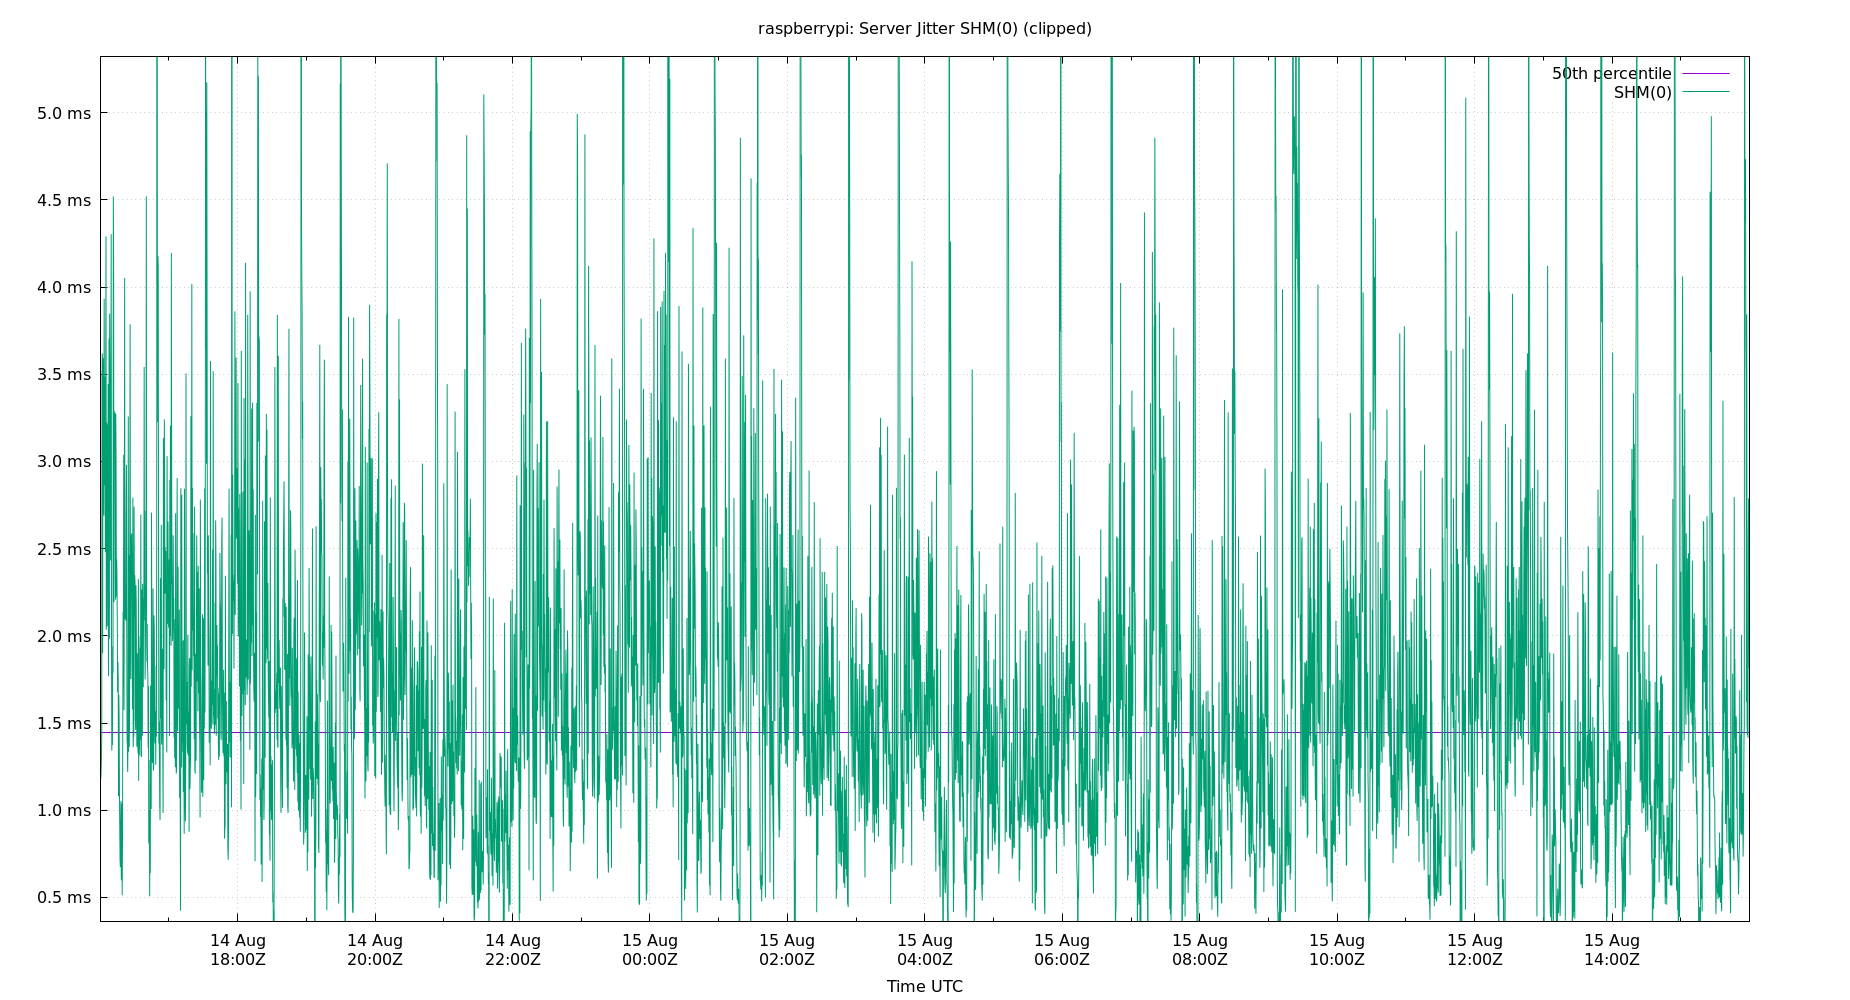 raspberrypi: Server Jitter SHM(0) (clipped)
50th percentile
SHM(0)
5.0 ms
4.5 ms
4.0 ms
3.5 ms
3.0 ms
2.5 ms
2.0 ms
1.5 ms
1.0 ms
0.5 ms
14 Aug 14 Aug 14 Aug 15 Aug 15 Aug 15 Aug 15 Aug 15 Aug 15 Aug 15 Aug 15 Aug
18:00Z 20:00Z 22:00Z 00:00Z 02:00Z 04:00Z 06:00Z 08:00Z 10:00Z 12:00Z 14:00Z
Time UTC